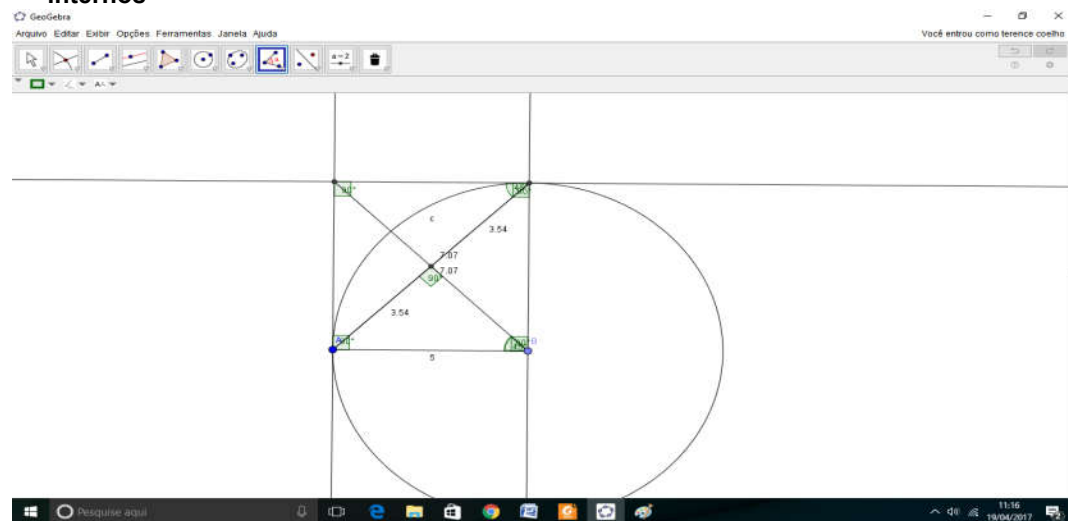 internos
GeoGebra
Arquivo Editar Exibir Opções Ferramentas Janela Ajuda
Você entrou como terence coelho
a=2
90°
c
3.54
7.07
7.07
90°
3.54
A
B
5
Pesquise aqui
11:16
19/04/2017